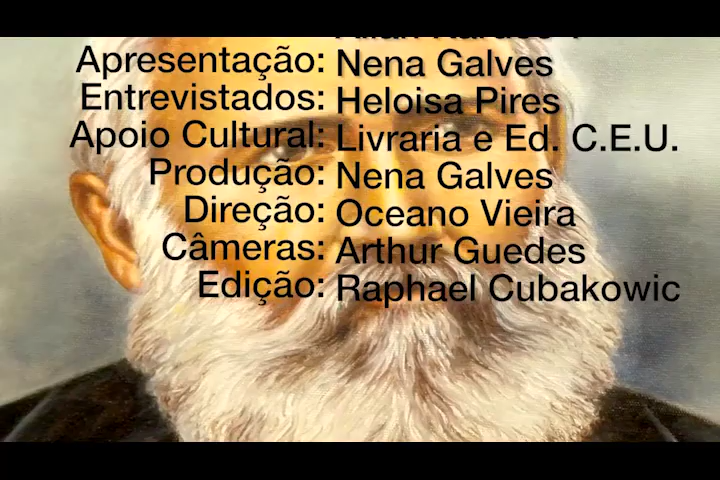 Apresentação: Nena Galves
Entrevistados: Heloisa Pires
Apoio Cultural: Livraria e Ed. C.E.U.
Produção: Nena Galves
Direção: Oceano Vieira
Câmeras: Arthur Guedes
Edição: Raphael Cubakowic